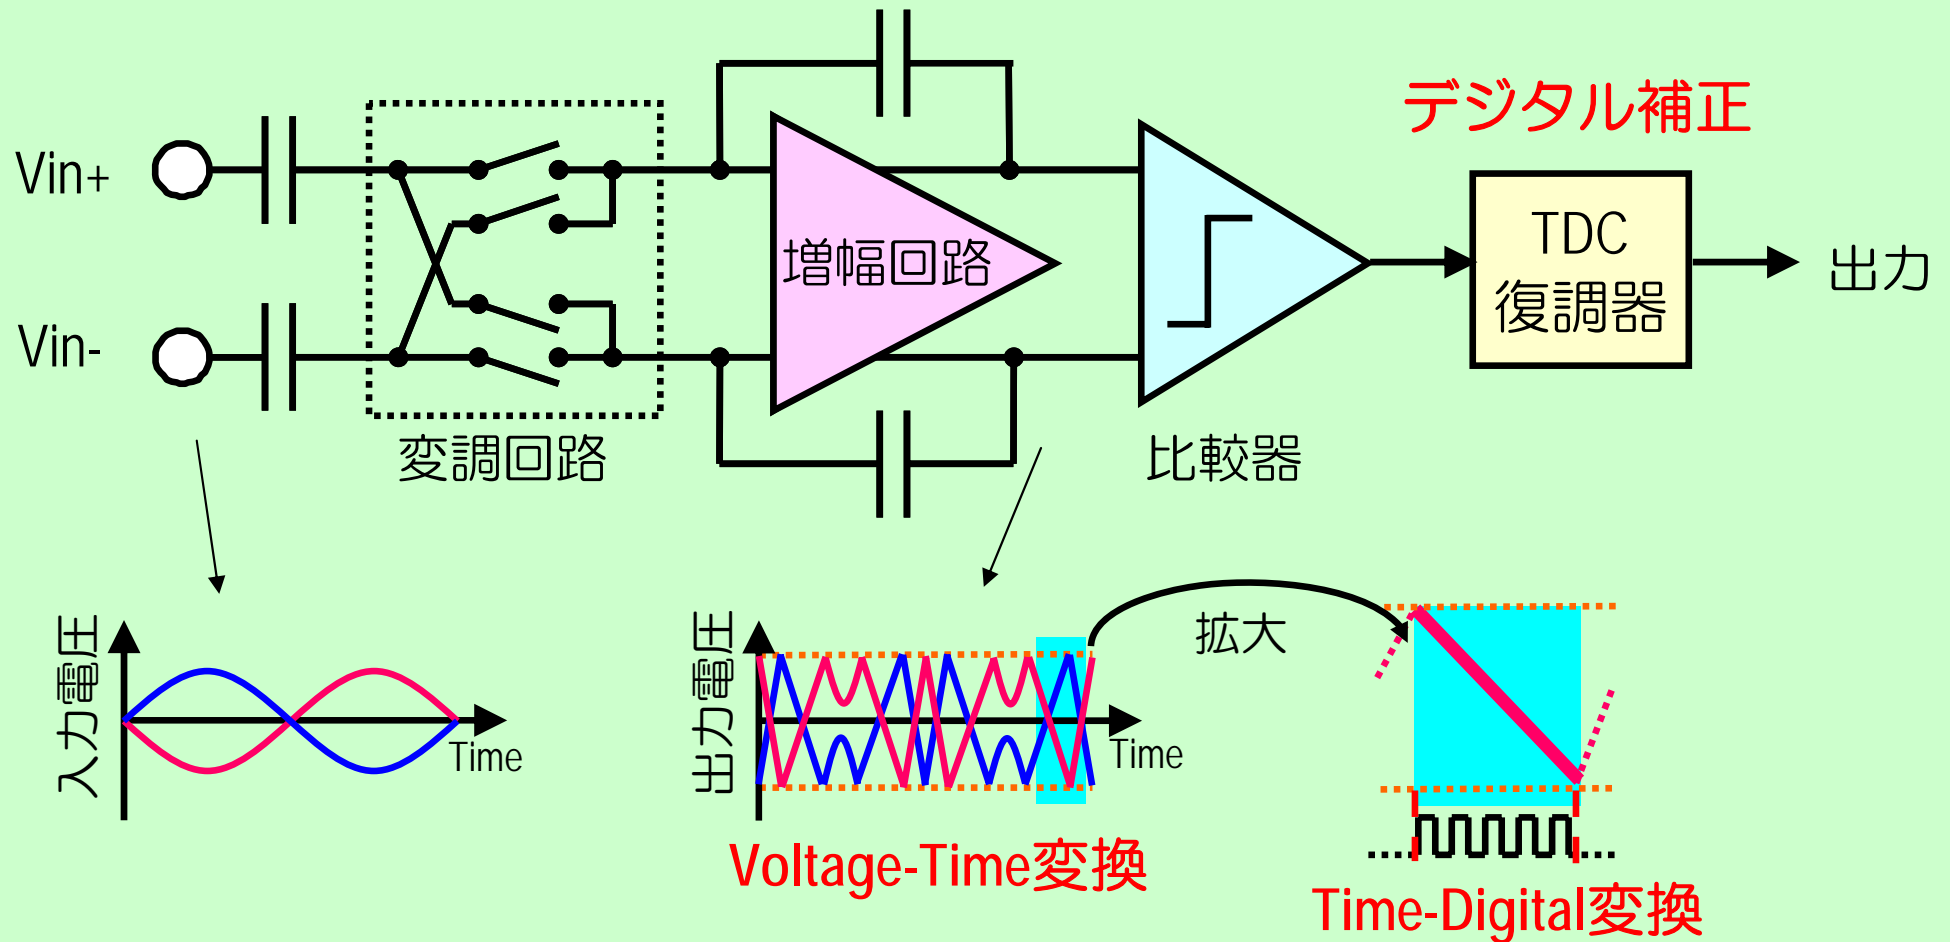 デジタル補正
Vin+
Vin-
変調回路
増幅回路
比較器
TDC
復調器
出力
入力電圧
Time
出力電圧
Time
拡大
Voltage-Time変換
Time-Digital変換